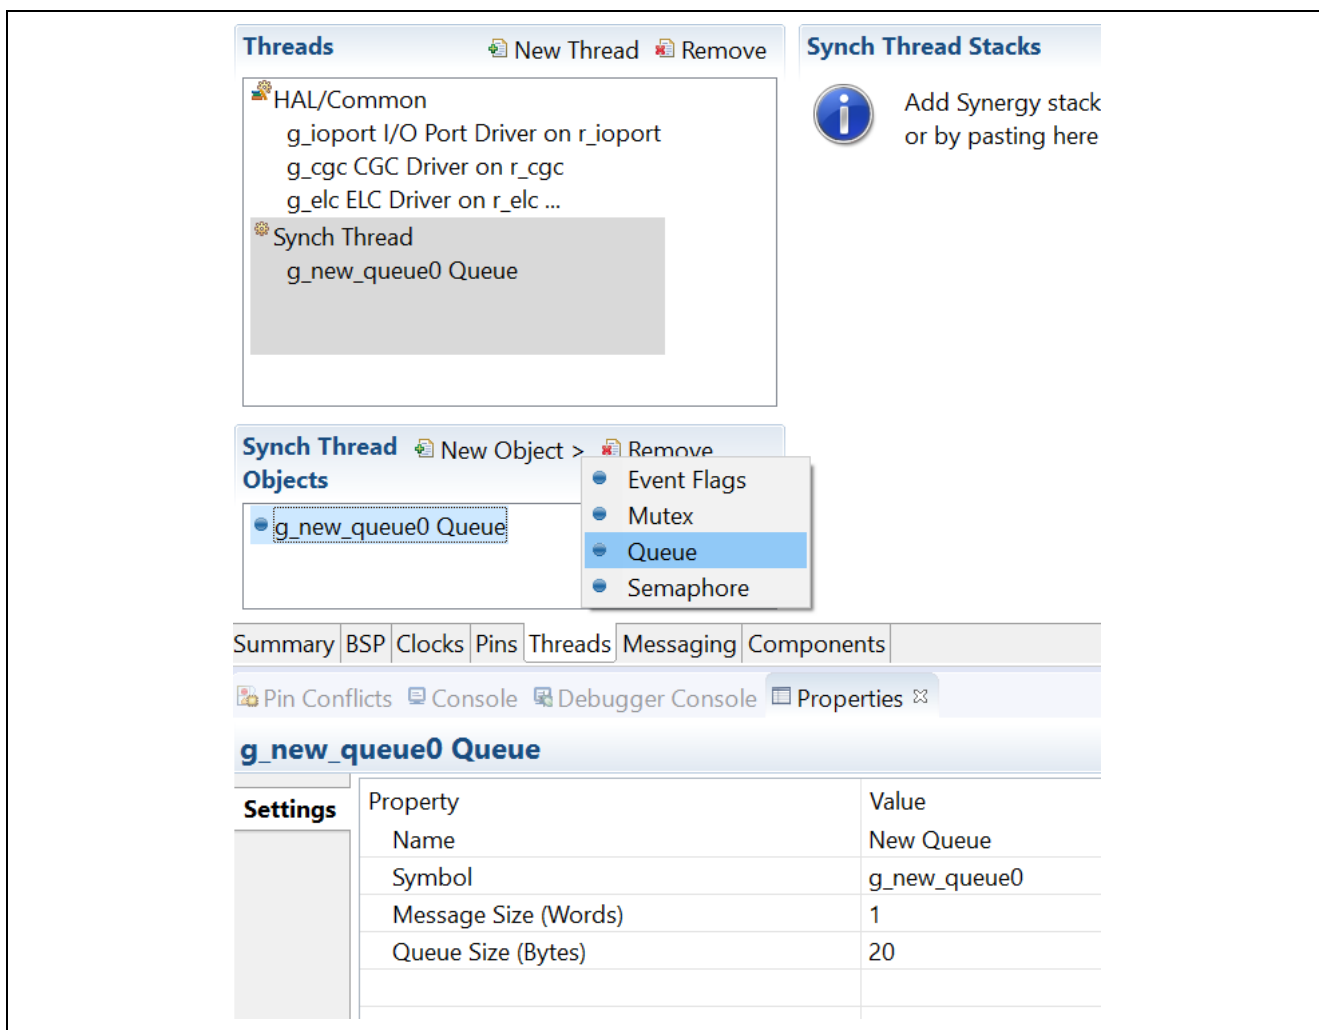 Threads
New Thread
Remove
HAL/Common
g_ioport I/O Port Driver on r_ioport
g_cgc CGC Driver on r_cgc
g_elc ELC Driver on r_elc ...
Synch Thread
g_new_queue0 Queue
Synch Thread Stacks
Add Synergy stack
or by pasting here
Synch Thread
Objects
New Object >
Remove
g_new_queue0 Queue
Event Flags
Mutex
Queue
Semaphore
Summary BSP Clocks Pins Threads Messaging Components
Pin Conflicts Console Debugger Console Properties
g_new_queue0 Queue
Settings
Property Value
Name New Queue
Symbol g_new_queue0
Message Size (Words) 1
Queue Size (Bytes) 20